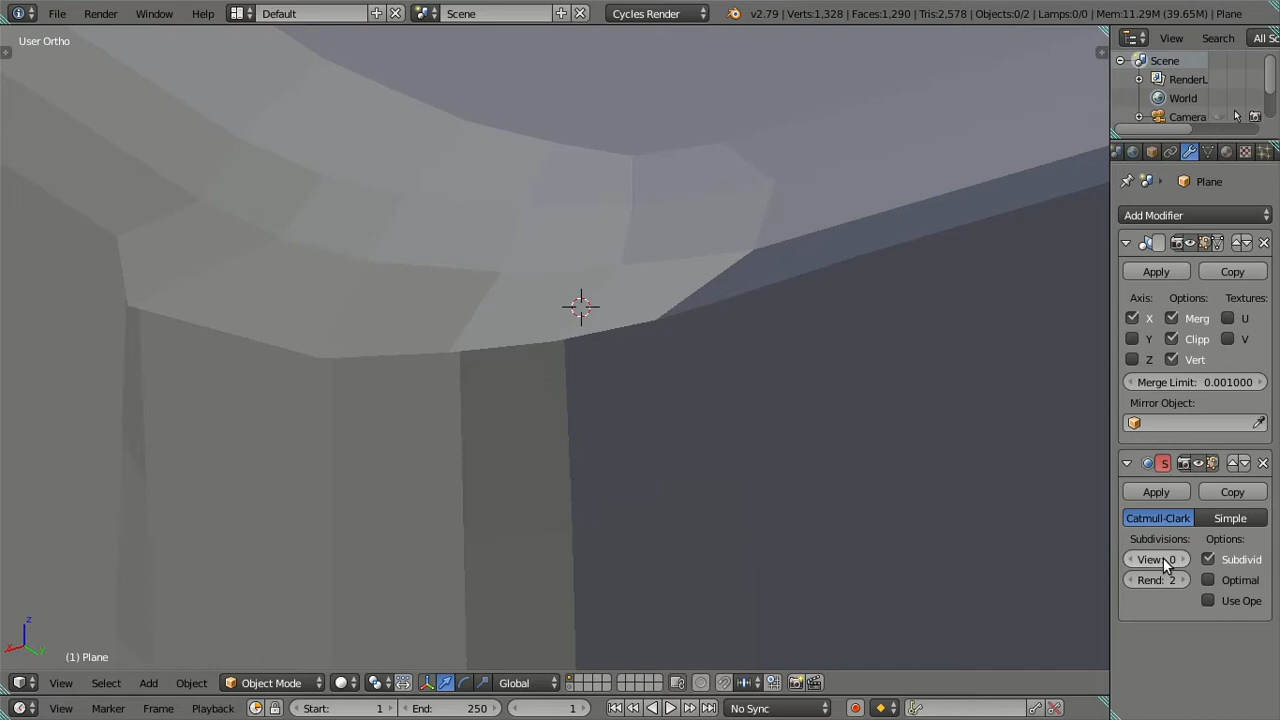 File Render Window Help Default Scene Cycles Render v2.79 | Verts:1,328 | Faces:1,290 | Tris:2,578 | Objects:0/2 | Lamps:0/0 | Mem:11.29M (39.65M) | Plane
User Ortho
View Search All Sc
Scene
RenderL
World
Camera
Plane
Add Modifier
Apply Copy
Axis: Options: Textures:
X Merg U
Y Clipp V
Z Vert
Merge Limit: 0.001000
Mirror Object:
S
Apply Copy
Catmull-Clark Simple
Subdivisions: Options:
View: 0 Subdivid
Rend: 2 Optimal
Use Ope
z
x y
(1) Plane
View Select Add Object Object Mode Global
View Marker Frame Playback Start: 1 End: 250 1 No Sync